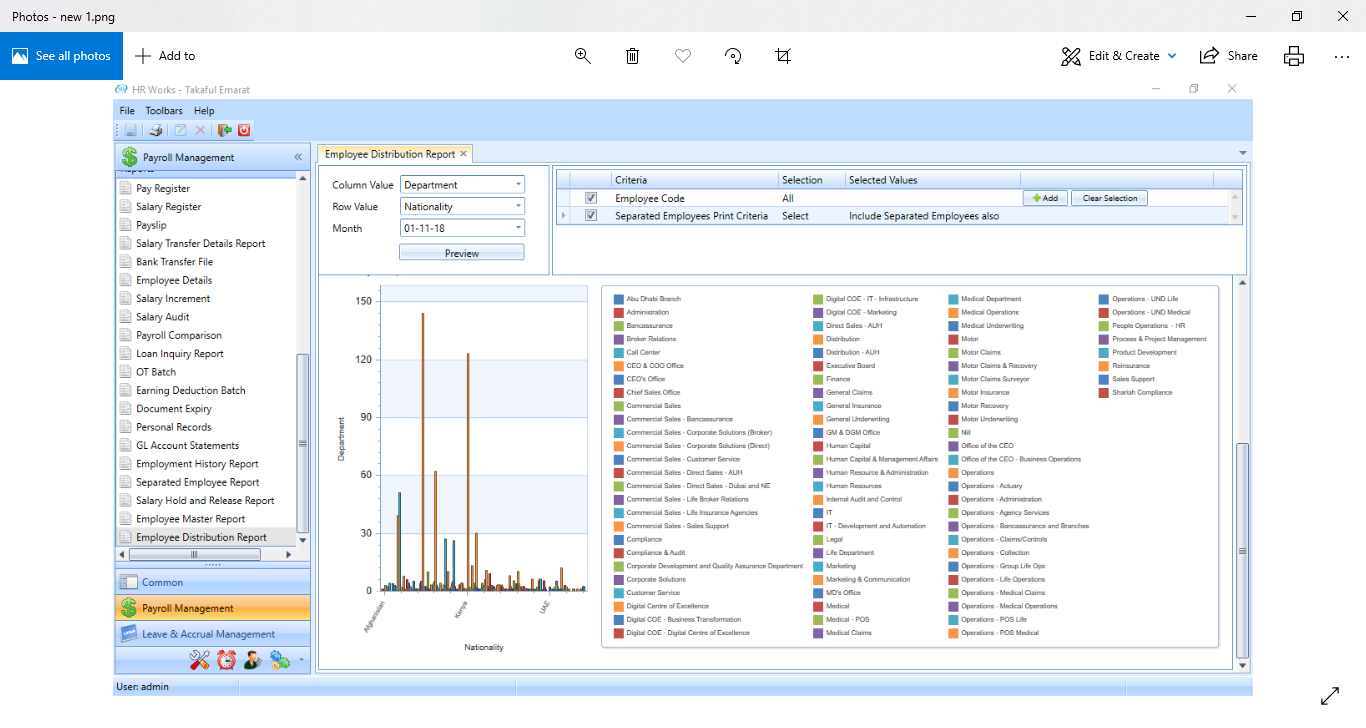 Photos - new 1.png
See all photos
Add to
Edit & Create
Share
HR Works - Takaful Emarat
File Toolbars Help
Payroll Management
Pay Register
Salary Register
Payslip
Salary Transfer Details Report
Bank Transfer File
Employee Details
Salary Increment
Salary Audit
Payroll Comparison
Loan Inquiry Report
OT Batch
Earning Deduction Batch
Document Expiry
Personal Records
GL Account Statements
Employment History Report
Separated Employee Report
Salary Hold and Release Report
Employee Master Report
Employee Distribution Report
Common
Payroll Management
Leave & Accrual Management
User: admin
Employee Distribution Report
Column Value Department
Row Value Nationality
Month 01-11-18
Preview
Criteria Selection Selected Values
Employee Code All Add Clear Selection
Separated Employees Print Criteria Select Include Separated Employees also
150
120
90
60
30
0
Department
Afghanistan
Kenya
UAE
Nationality
Abu Dhabi Branch
Administration
Bancassurance
Broker Relations
Call Center
CEO & COO Office
CEO's Office
Chief Sales Office
Commercial Sales
Commercial Sales - Bancassurance
Commercial Sales - Corporate Solutions (Broker)
Commercial Sales - Corporate Solutions (Direct)
Commercial Sales - Customer Service
Commercial Sales - Direct Sales - AUH
Commercial Sales - Direct Sales - Dubai and NE
Commercial Sales - Life Broker Relations
Commercial Sales - Life Insurance Agencies
Commercial Sales - Sales Support
Compliance
Compliance & Audit
Corporate Development and Quality Assurance Department
Corporate Solutions
Customer Service
Digital Centre of Excellence
Digital COE - Business Transformation
Digital COE - Digital Centre of Excellence
Digital COE - IT - Infrastructure
Digital COE - Marketing
Direct Sales - AUH
Distribution
Distribution - AUH
Executive Board
Finance
General Claims
General Insurance
General Underwriting
GM & DGM Office
Human Capital
Human Capital & Management Affairs
Human Resource & Administration
Human Resources
Internal Audit and Control
IT
IT - Development and Automation
Legal
Life Department
Marketing
Marketing & Communication
MD's Office
Medical
Medical - POS
Medical Claims
Medical Department
Medical Operations
Medical Underwriting
Motor
Motor Claims
Motor Claims & Recovery
Motor Claims Surveyor
Motor Insurance
Motor Recovery
Motor Underwriting
Nill
Office of the CEO
Office of the CEO - Business Operations
Operations
Operations - Actuary
Operations - Administration
Operations - Agency Services
Operations - Bancassurance and Branches
Operations - Claims/Controls
Operations - Collection
Operations - Group Life Ops
Operations - Life Operations
Operations - Medical Claims
Operations - Medical Operations
Operations - POS Life
Operations - POS Medical
Operations - UND Life
Operations - UND Medical
People Operations - HR
Process & Project Management
Product Development
Reinsurance
Sales Support
Shariah Compliance